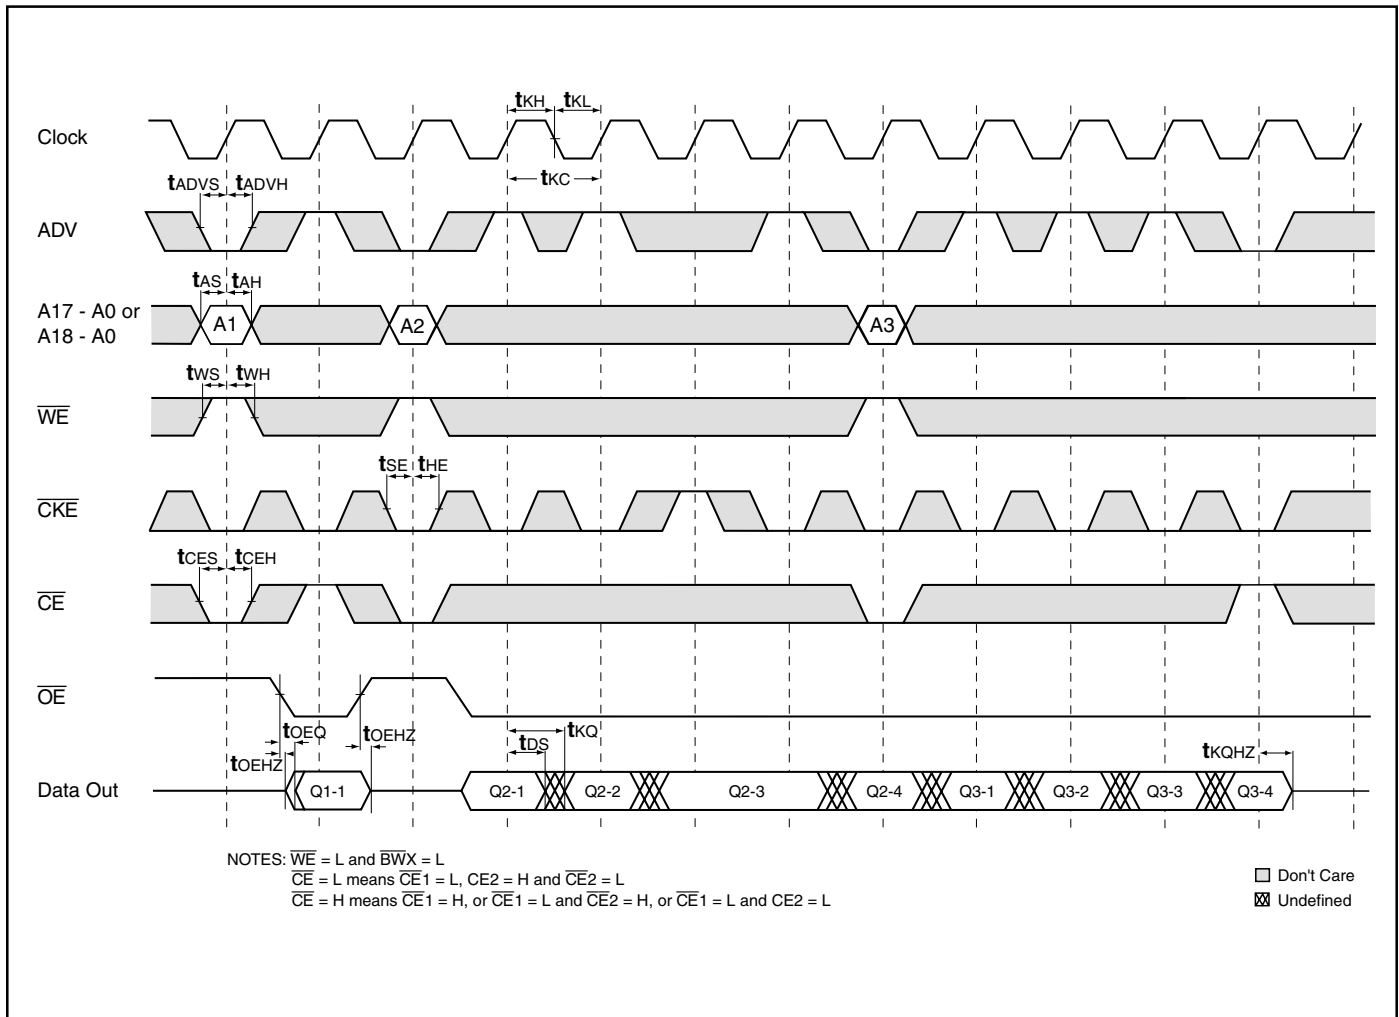 tKH tKL
Clock
tKC
tADVS tADVH
ADV
tAS tAH
A17 - A0 or
A18 - A0
A1 A2 A3
tWS tWH
WE
tSE tHE
CKE
tCES tCEH
CE
OE
tOEQ tOEHZ tKQ
tOEHZ tDS tKQHZ
Data Out Q1-1 Q2-1 Q2-2 Q2-3 Q2-4 Q3-1 Q3-2 Q3-3 Q3-4
NOTES: WE = L and BWX = L
CE = L means CE1 = L, CE2 = H and CE2 = L
CE = H means CE1 = H, or CE1 = L and CE2 = H, or CE1 = L and CE2 = L
Don't Care
Undefined